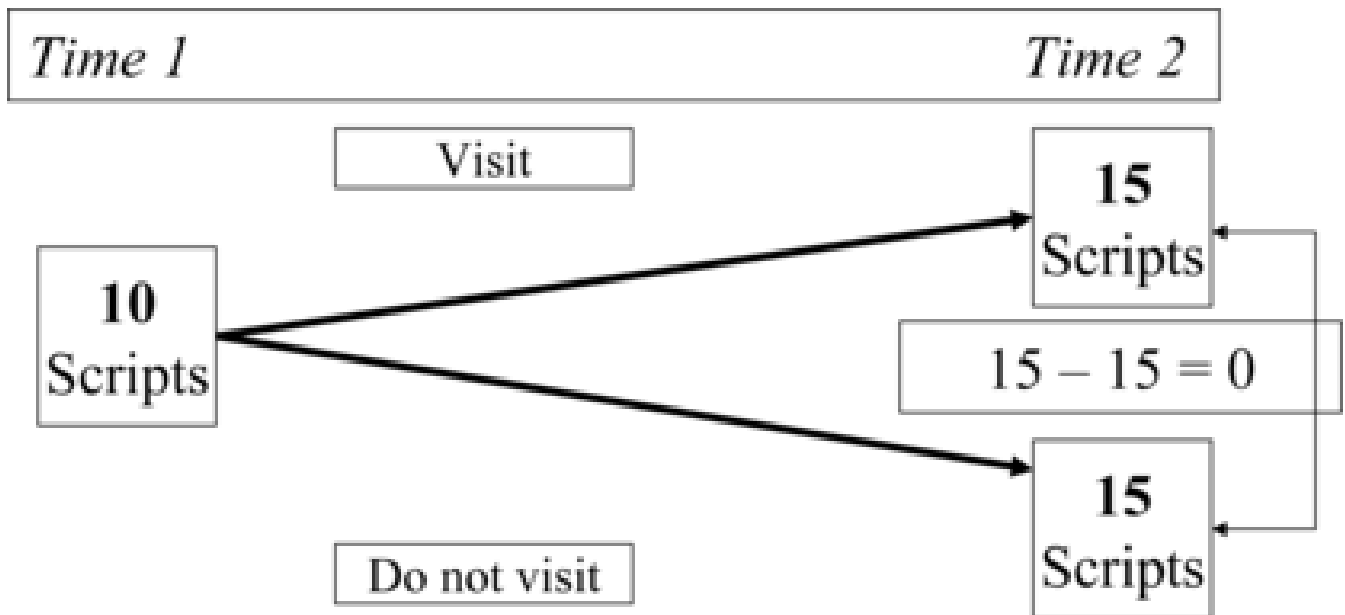 Time 1
Time 2
Visit
15
Scripts
10
Scripts
15 – 15 = 0
15
Scripts
Do not visit